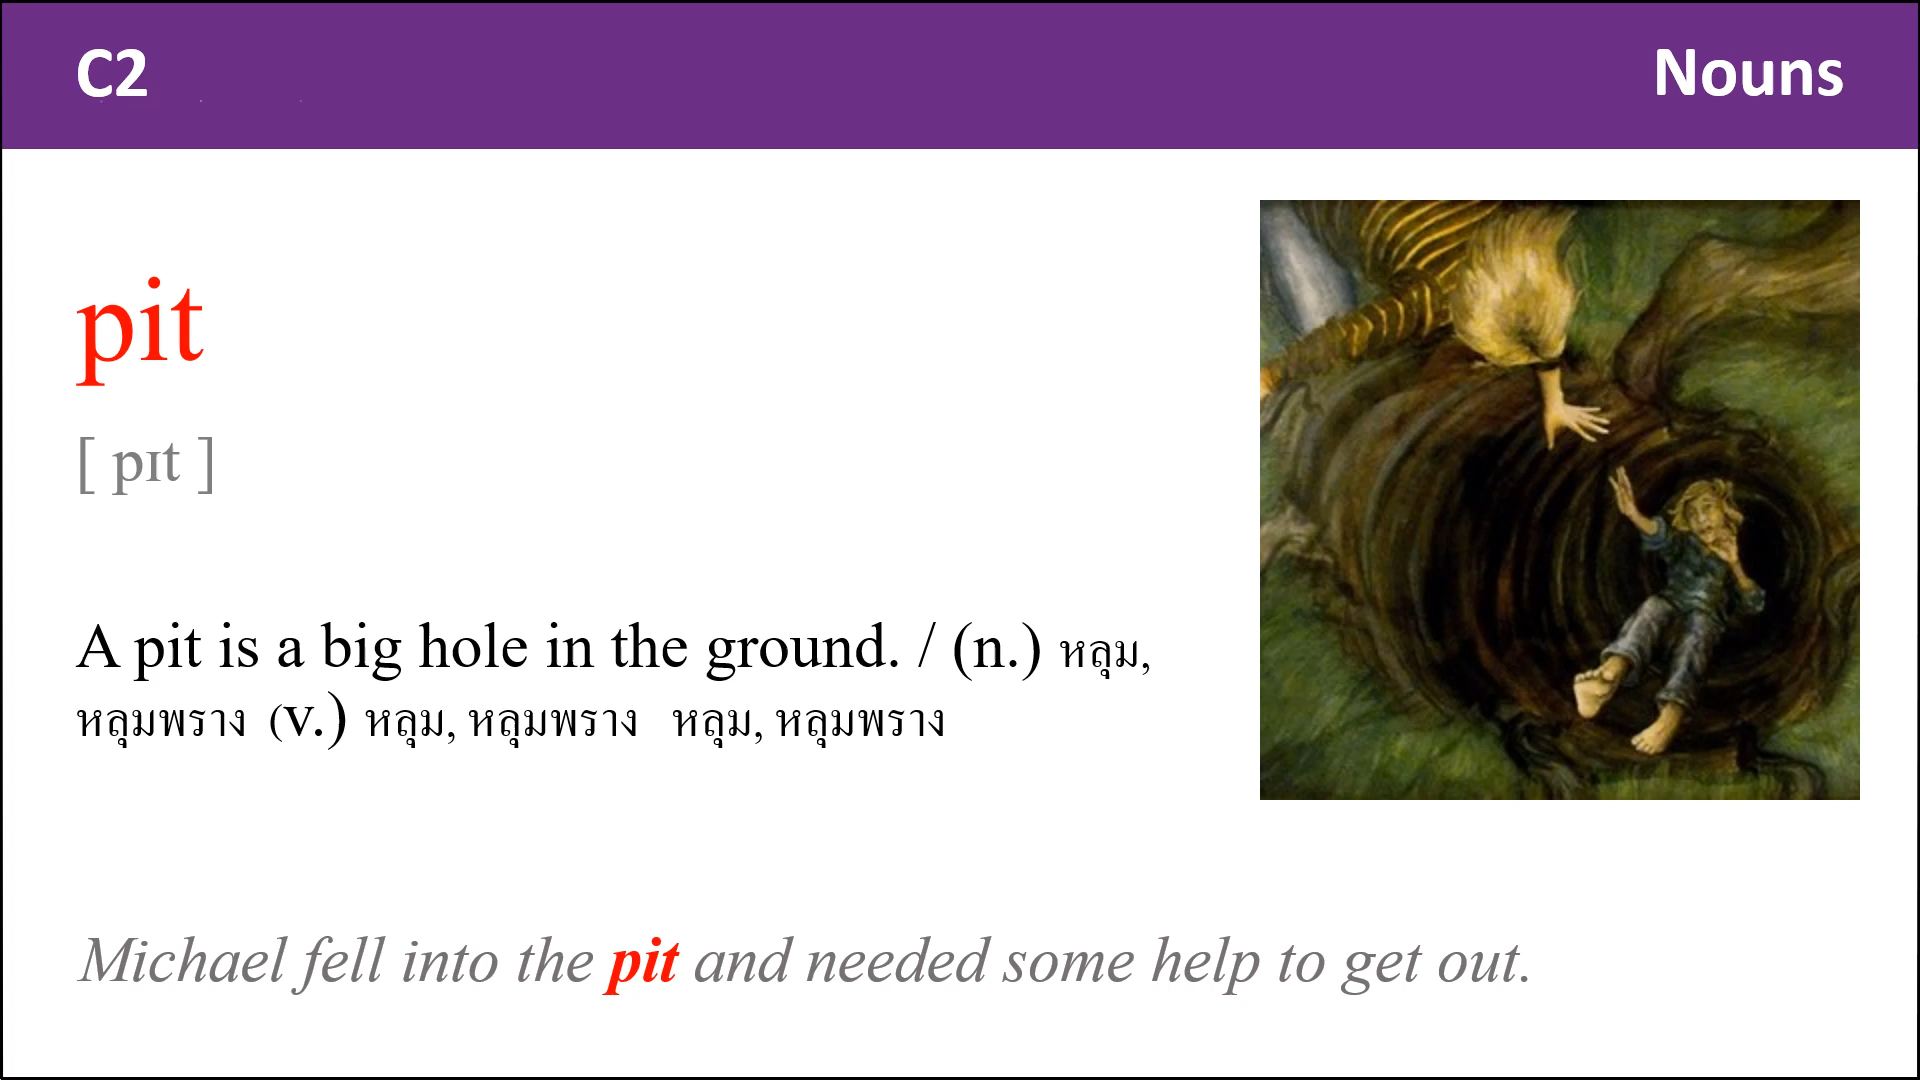 C2
Nouns
pit
[ pɪt ]
A pit is a big hole in the ground. / (n.) หลุม,
หลุมพราง (v.) หลุม, หลุมพราง หลุม, หลุมพราง
Michael fell into the pit and needed some help to get out.